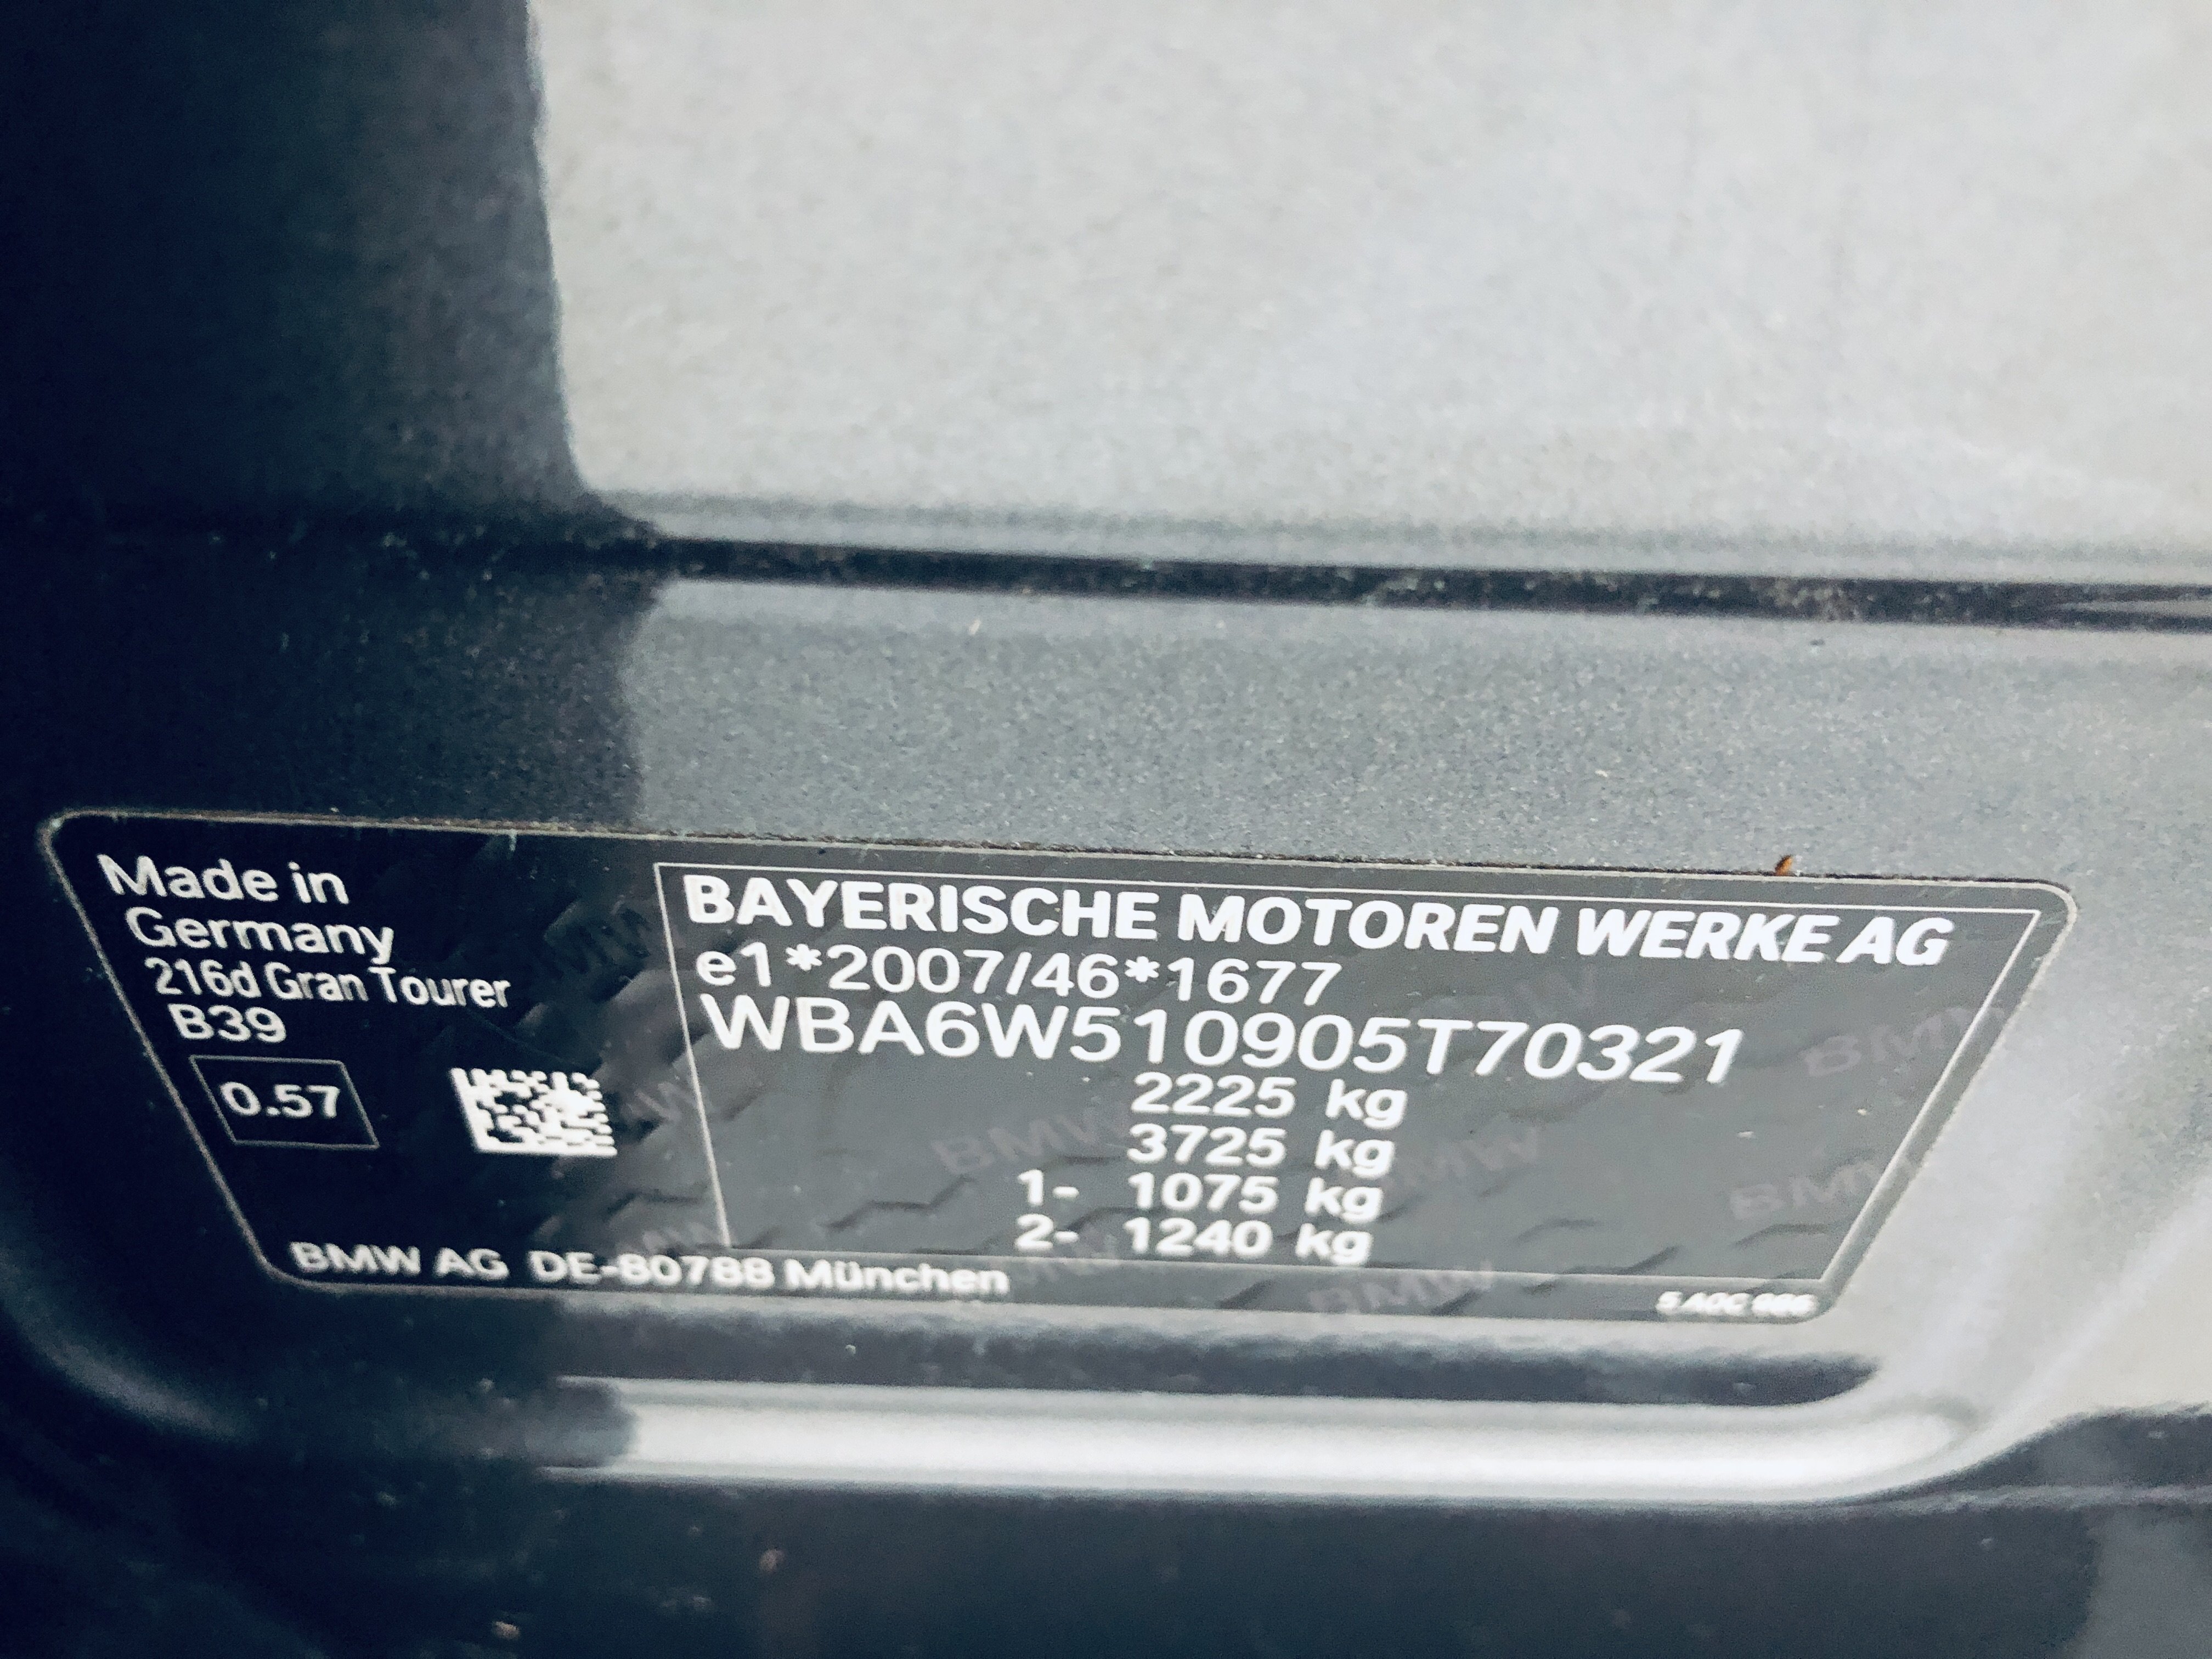 Made in
Germany
216d Gran Tourer
B39
0.57
BAYERISCHE MOTOREN WERKE AG
e1*2007/46*1677
WBA6W510905T70321
2225 kg
3725 kg
1- 1075 kg
2- 1240 kg
BMW AG DE-80788 München